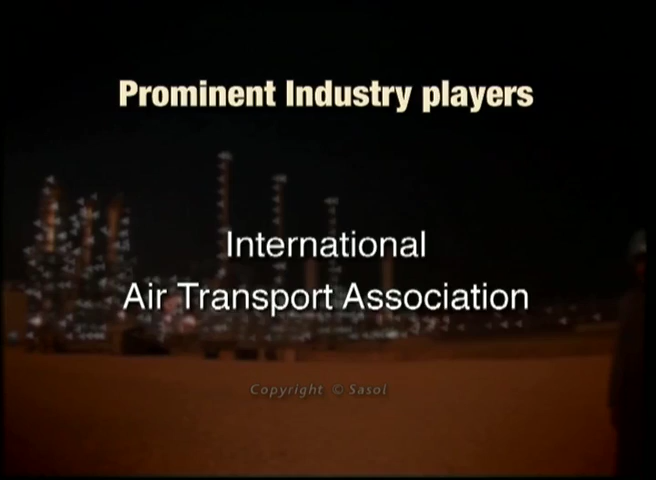 Prominent Industry players
International
Air Transport Association
Copyright © Sasol